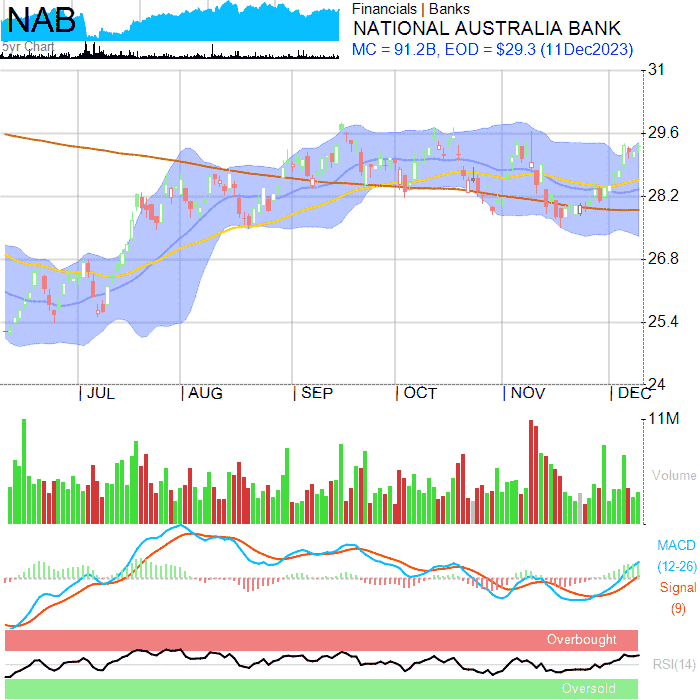 NAB
5yr Chart
Financials | Banks
NATIONAL AUSTRALIA BANK
MC = 91.2B, EOD = $29.3 (11Dec2023)
31
29.6
28.2
26.8
25.4
24
| JUL | AUG | SEP | OCT | NOV | DEC
11M
Volume
MACD
(12-26)
Signal
(9)
Overbought
RSI(14)
Oversold